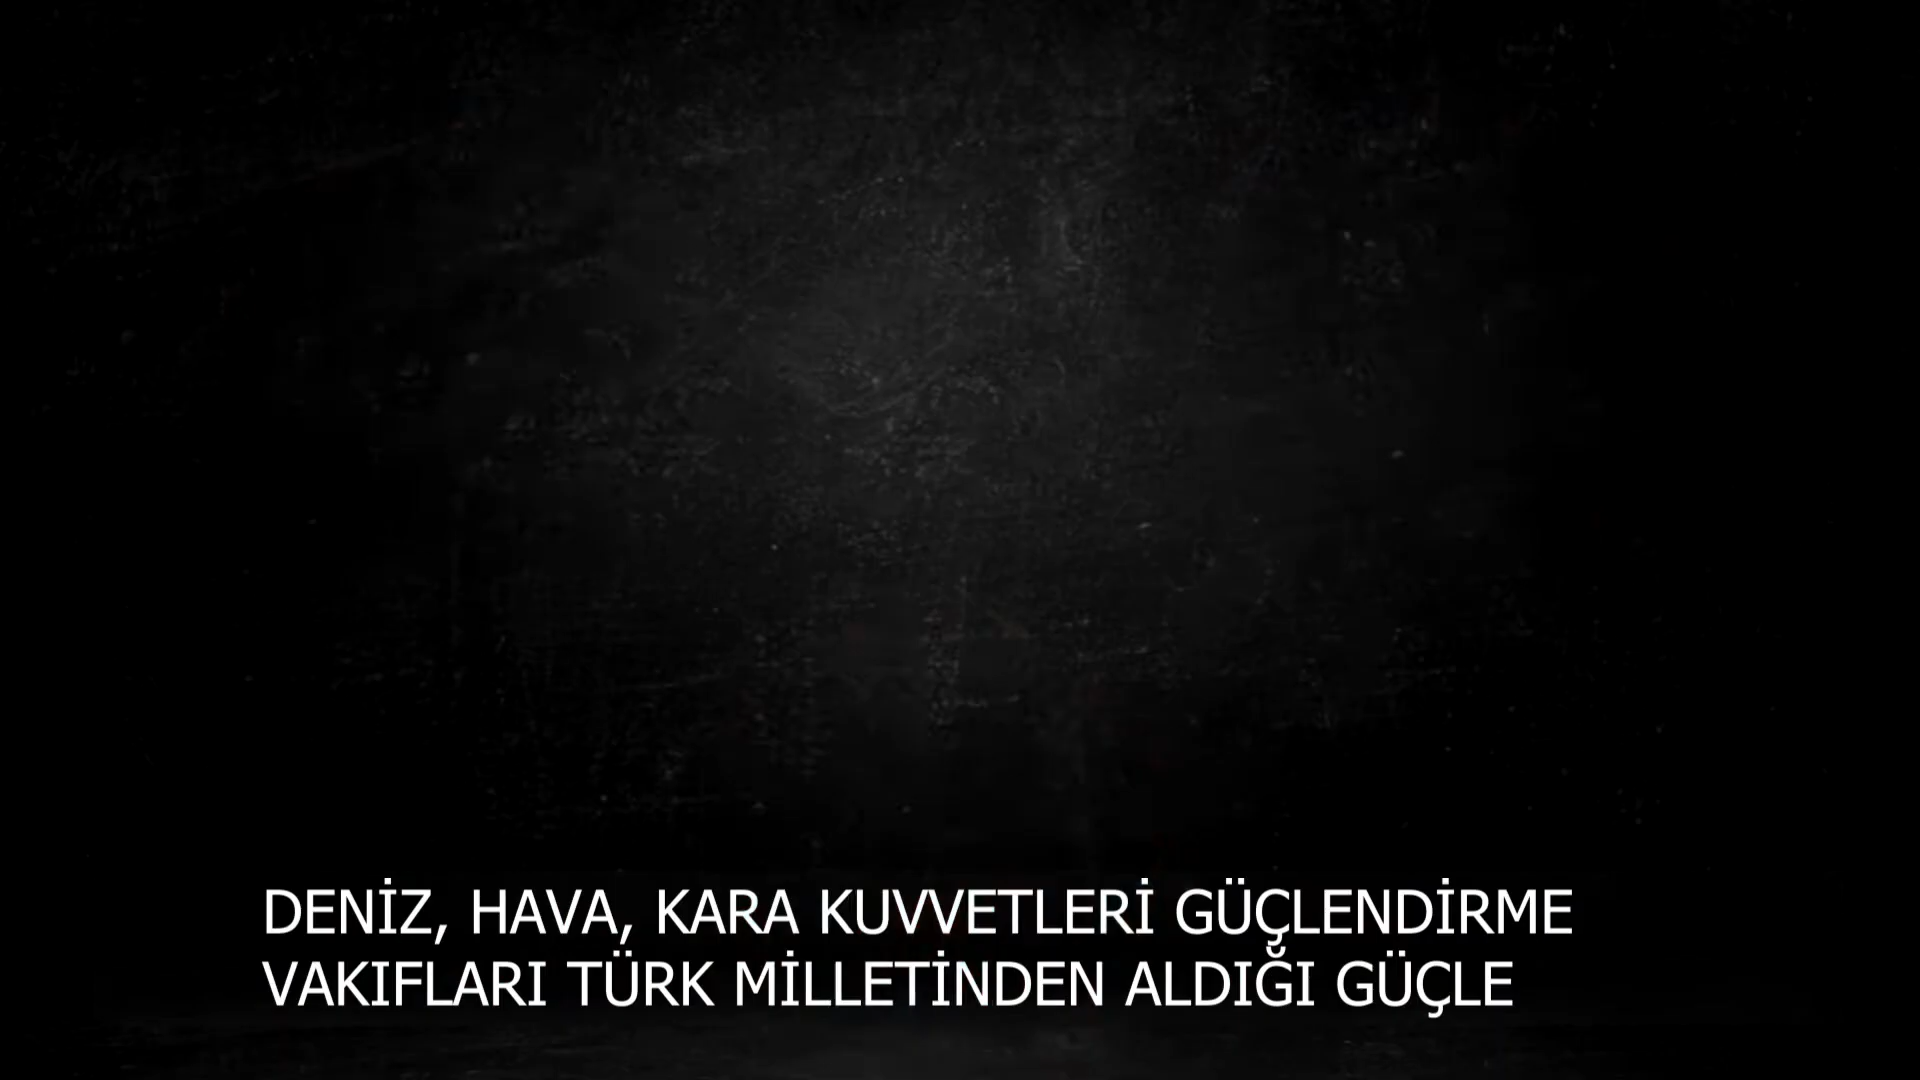 DENİZ, HAVA, KARA KUVVETLERİ GÜÇLENDİRME
VAKIFLARI TÜRK MİLLETİNDEN ALDIĞI GÜÇLE